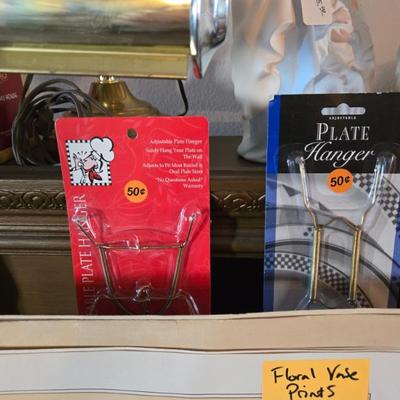 Adjustable Plate Hanger
Safely Hang Your Plate on
The Wall
Adjusts to Fit Most Round or
Oval Plate Sizes
"No Questions Asked"
Warranty
50¢
PLATE HANGER
ADJUSTABLE
PLATE
Hanger
50¢
Floral Vase
Prints